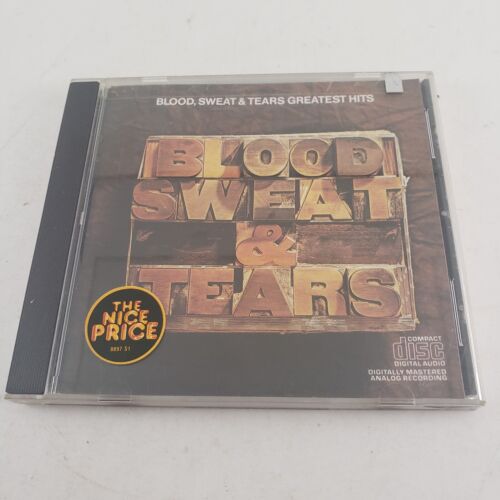 BLOOD, SWEAT & TEARS GREATEST HITS
BLOOD
SWEAT
&
TEARS
THE
NICE
PRICE
COMPACT
disc
DIGITAL AUDIO
DIGITALLY MASTERED
ANALOG RECORDING